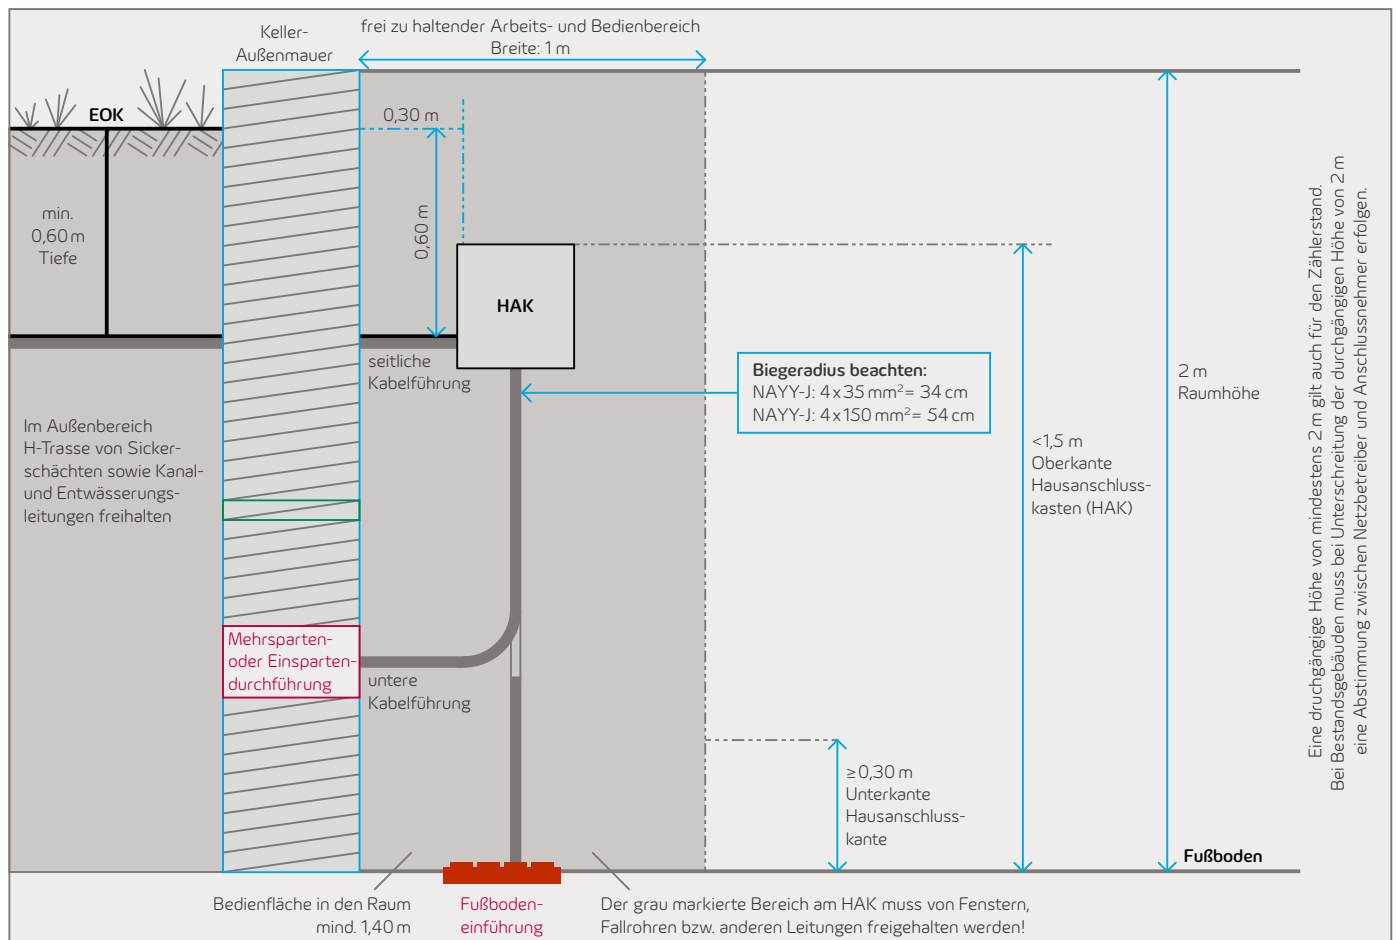 Keller-
Außenmauer
frei zu haltender Arbeits- und Bedienbereich
Breite: 1 m
EOK
0,30 m
min.
0,60 m
Tiefe
0,60 m
HAK
seitliche
Kabelführung
Biegeradius beachten:
NAYY-J: 4 x 35 mm² = 34 cm
NAYY-J: 4 x 150 mm² = 54 cm
2 m
Raumhöhe
Im Außenbereich
H-Trasse von Sicker-
schächten sowie Kanal-
und Entwässerungs-
leitungen freihalten
<1,5 m
Oberkante
Hausanschluss-
kasten (HAK)
Mehrsparten-
oder Einsparten-
durchführung
untere
Kabelführung
≥0,30 m
Unterkante
Hausanschluss-
kante
Fußboden
Bedienfläche in den Raum
mind. 1,40 m
Fußboden-
einführung
Der grau markierte Bereich am HAK muss von Fenstern,
Fallrohren bzw. anderen Leitungen freigehalten werden!
Eine druchgängige Höhe von mindestens 2 m gilt auch für den Zählerstand.
Bei Bestandsgebäuden muss bei Unterschreitung der durchgängigen Höhe von 2 m
eine Abstimmung zwischen Netzbetreiber und Anschlussnehmer erfolgen.